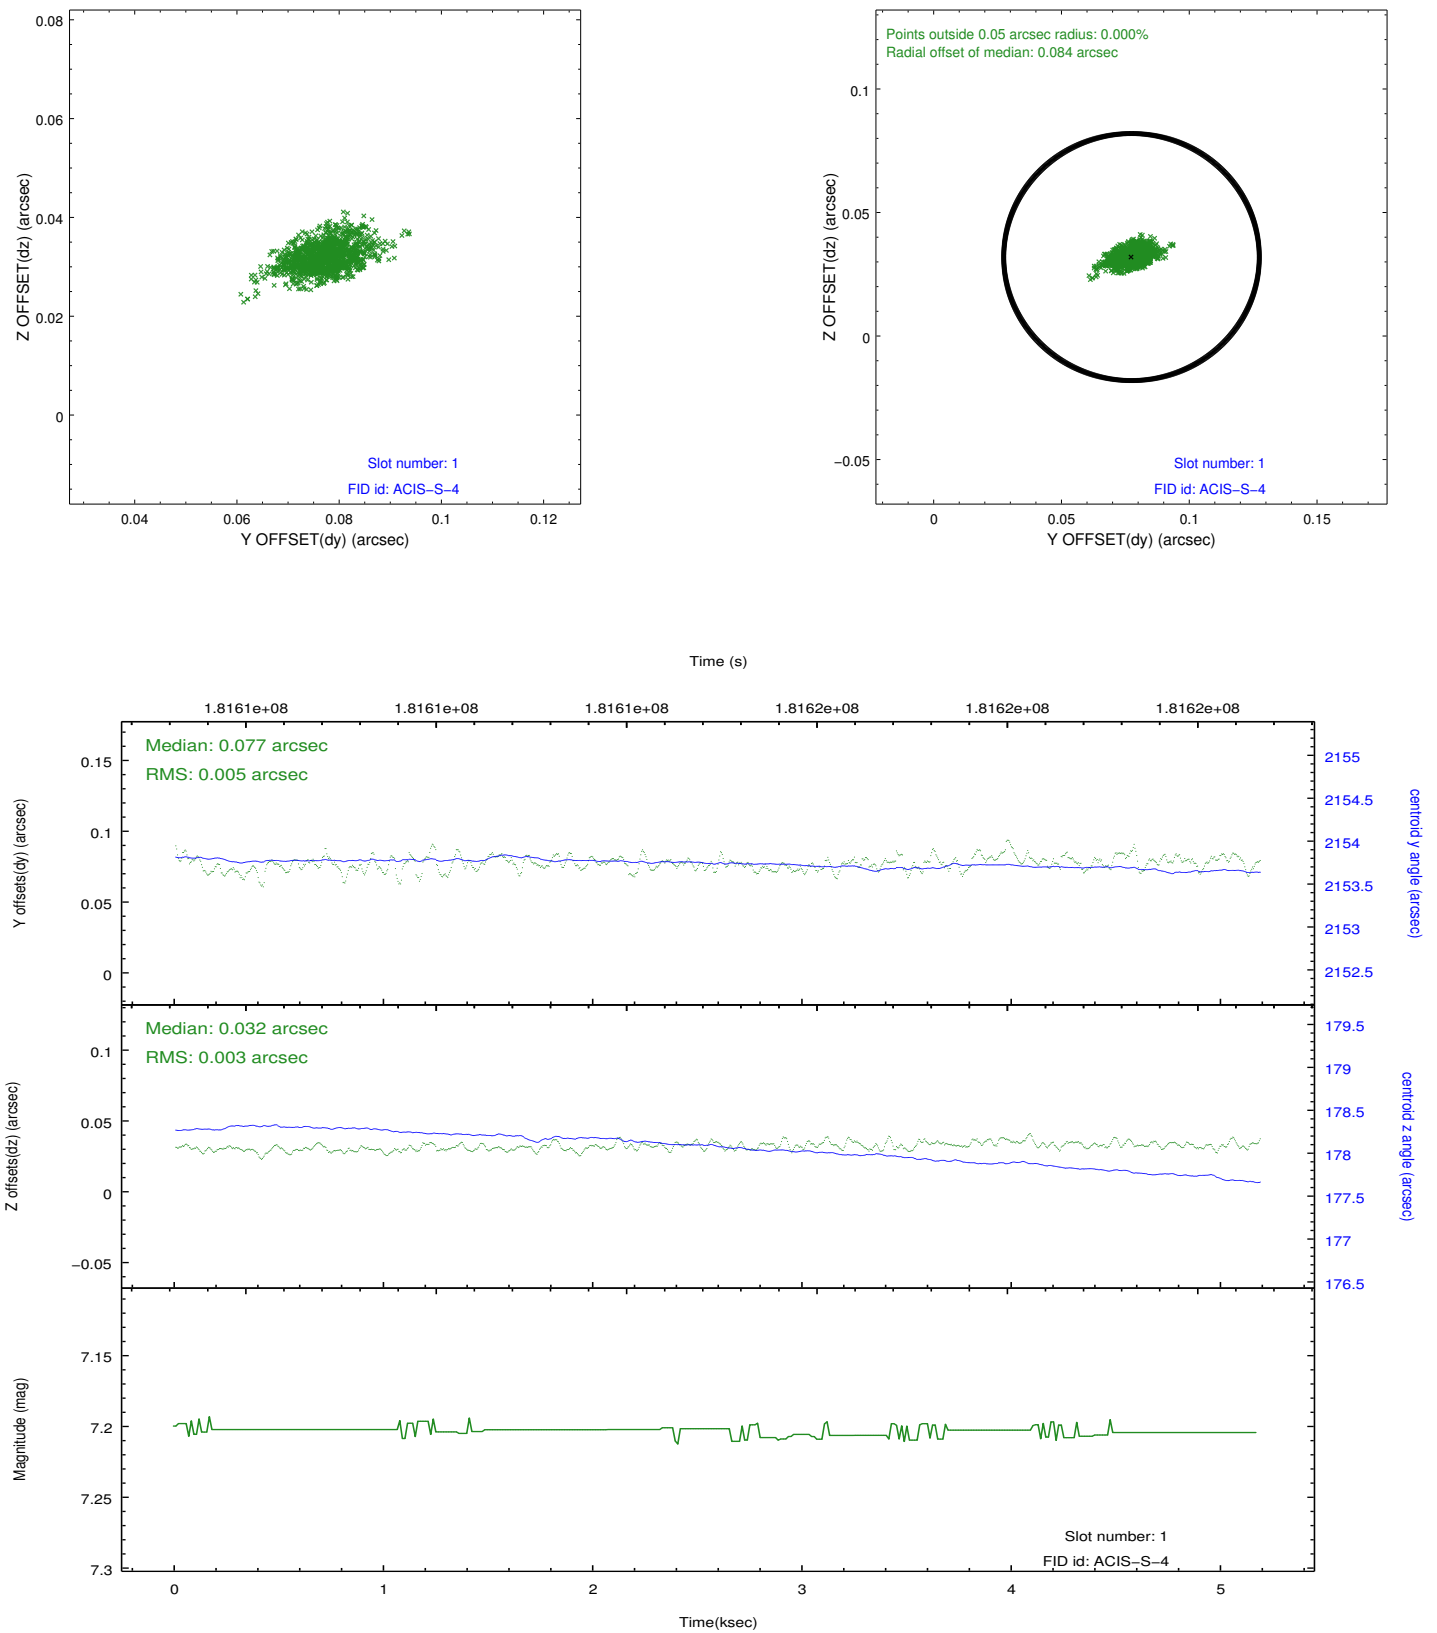 0.08
0.06
0.04
0.02
0
Z OFFSET(dz) (arcsec)
Slot number: 1
FID id: ACIS−S−4
0.04 0.06 0.08 0.1 0.12
Y OFFSET(dy) (arcsec)
Points outside 0.05 arcsec radius: 0.000%
Radial offset of median: 0.084 arcsec
0.1
0.05
0
−0.05
Z OFFSET(dz) (arcsec)
Slot number: 1
FID id: ACIS−S−4
0 0.05 0.1 0.15
Y OFFSET(dy) (arcsec)
Time (s)
1.8161e+08 1.8161e+08 1.8161e+08 1.8162e+08 1.8162e+08 1.8162e+08
Median: 0.077 arcsec
RMS: 0.005 arcsec
0.15
0.1
0.05
0
Y offsets(dy) (arcsec)
2155
2154.5
2154
2153.5
2153
2152.5
centroid y angle (arcsec)
Median: 0.032 arcsec
RMS: 0.003 arcsec
0.1
0.05
0
−0.05
Z offsets(dz) (arcsec)
179.5
179
178.5
178
177.5
177
176.5
centroid z angle (arcsec)
7.15
7.2
7.25
7.3
Magnitude (mag)
Slot number: 1
FID id: ACIS−S−4
0 1 2 3 4 5
Time(ksec)